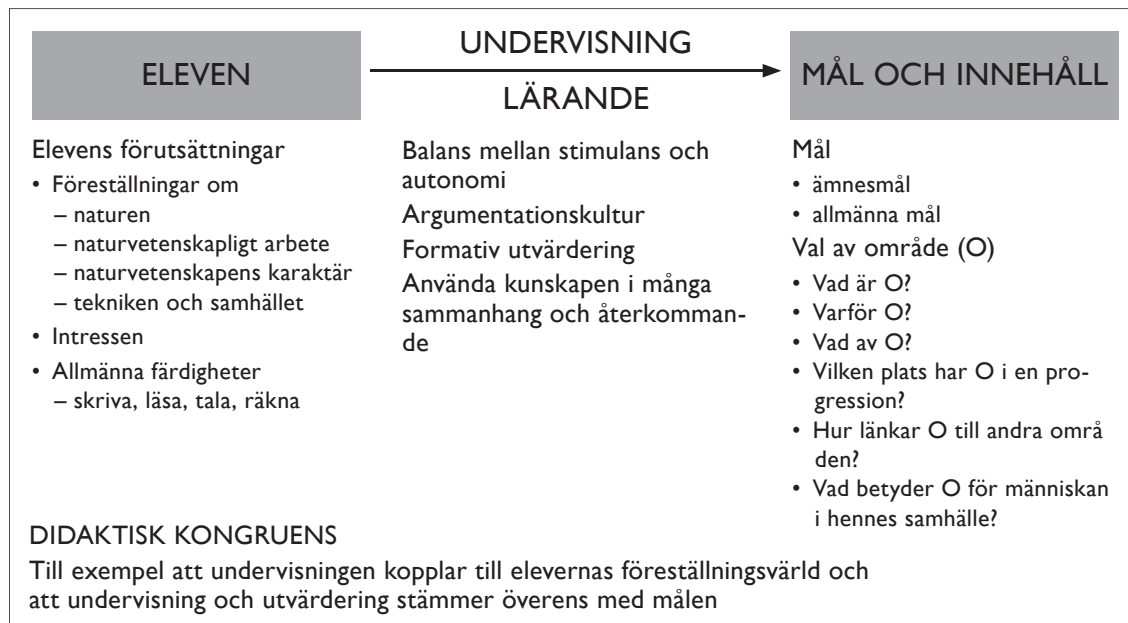 ELEVEN
UNDERVISNING
LÄRANDE
MÅL OCH INNEHÅLL
Elevens förutsättningar
• Föreställningar om
– naturen
– naturvetenskapligt arbete
– naturvetenskapens karaktär
– tekniken och samhället
• Intressen
• Allmänna färdigheter
– skriva, läsa, tala, räkna
Balans mellan stimulans och
autonomi
Argumentationskultur
Formativ utvärdering
Använda kunskapen i många
sammanhang och återkomman-
de
Mål
• ämnesmål
• allmänna mål
Val av område (O)
• Vad är O?
• Varför O?
• Vad av O?
• Vilken plats har O i en pro-
gression?
• Hur länkar O till andra områ
den?
• Vad betyder O för människan
i hennes samhälle?
DIDAKTISK KONGRUENS
Till exempel att undervisningen kopplar till elevernas föreställningsvärld och
att undervisning och utvärdering stämmer överens med målen